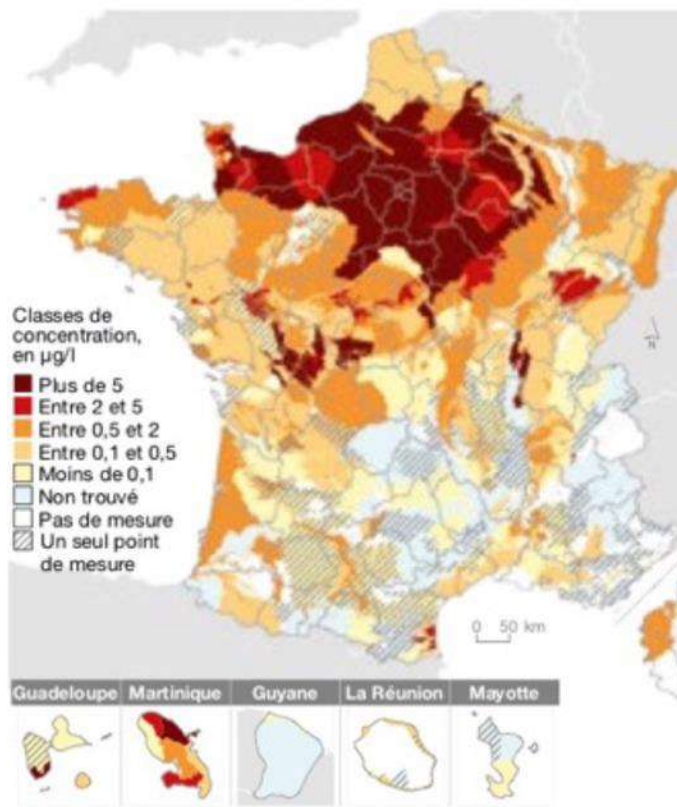 Classes de
concentration,
en µg/l
Plus de 5
Entre 2 et 5
Entre 0,5 et 2
Entre 0,1 et 0,5
Moins de 0,1
Non trouvé
Pas de mesure
Un seul point
de mesure
N
0 50 km
Guadeloupe Martinique Guyane La Réunion Mayotte